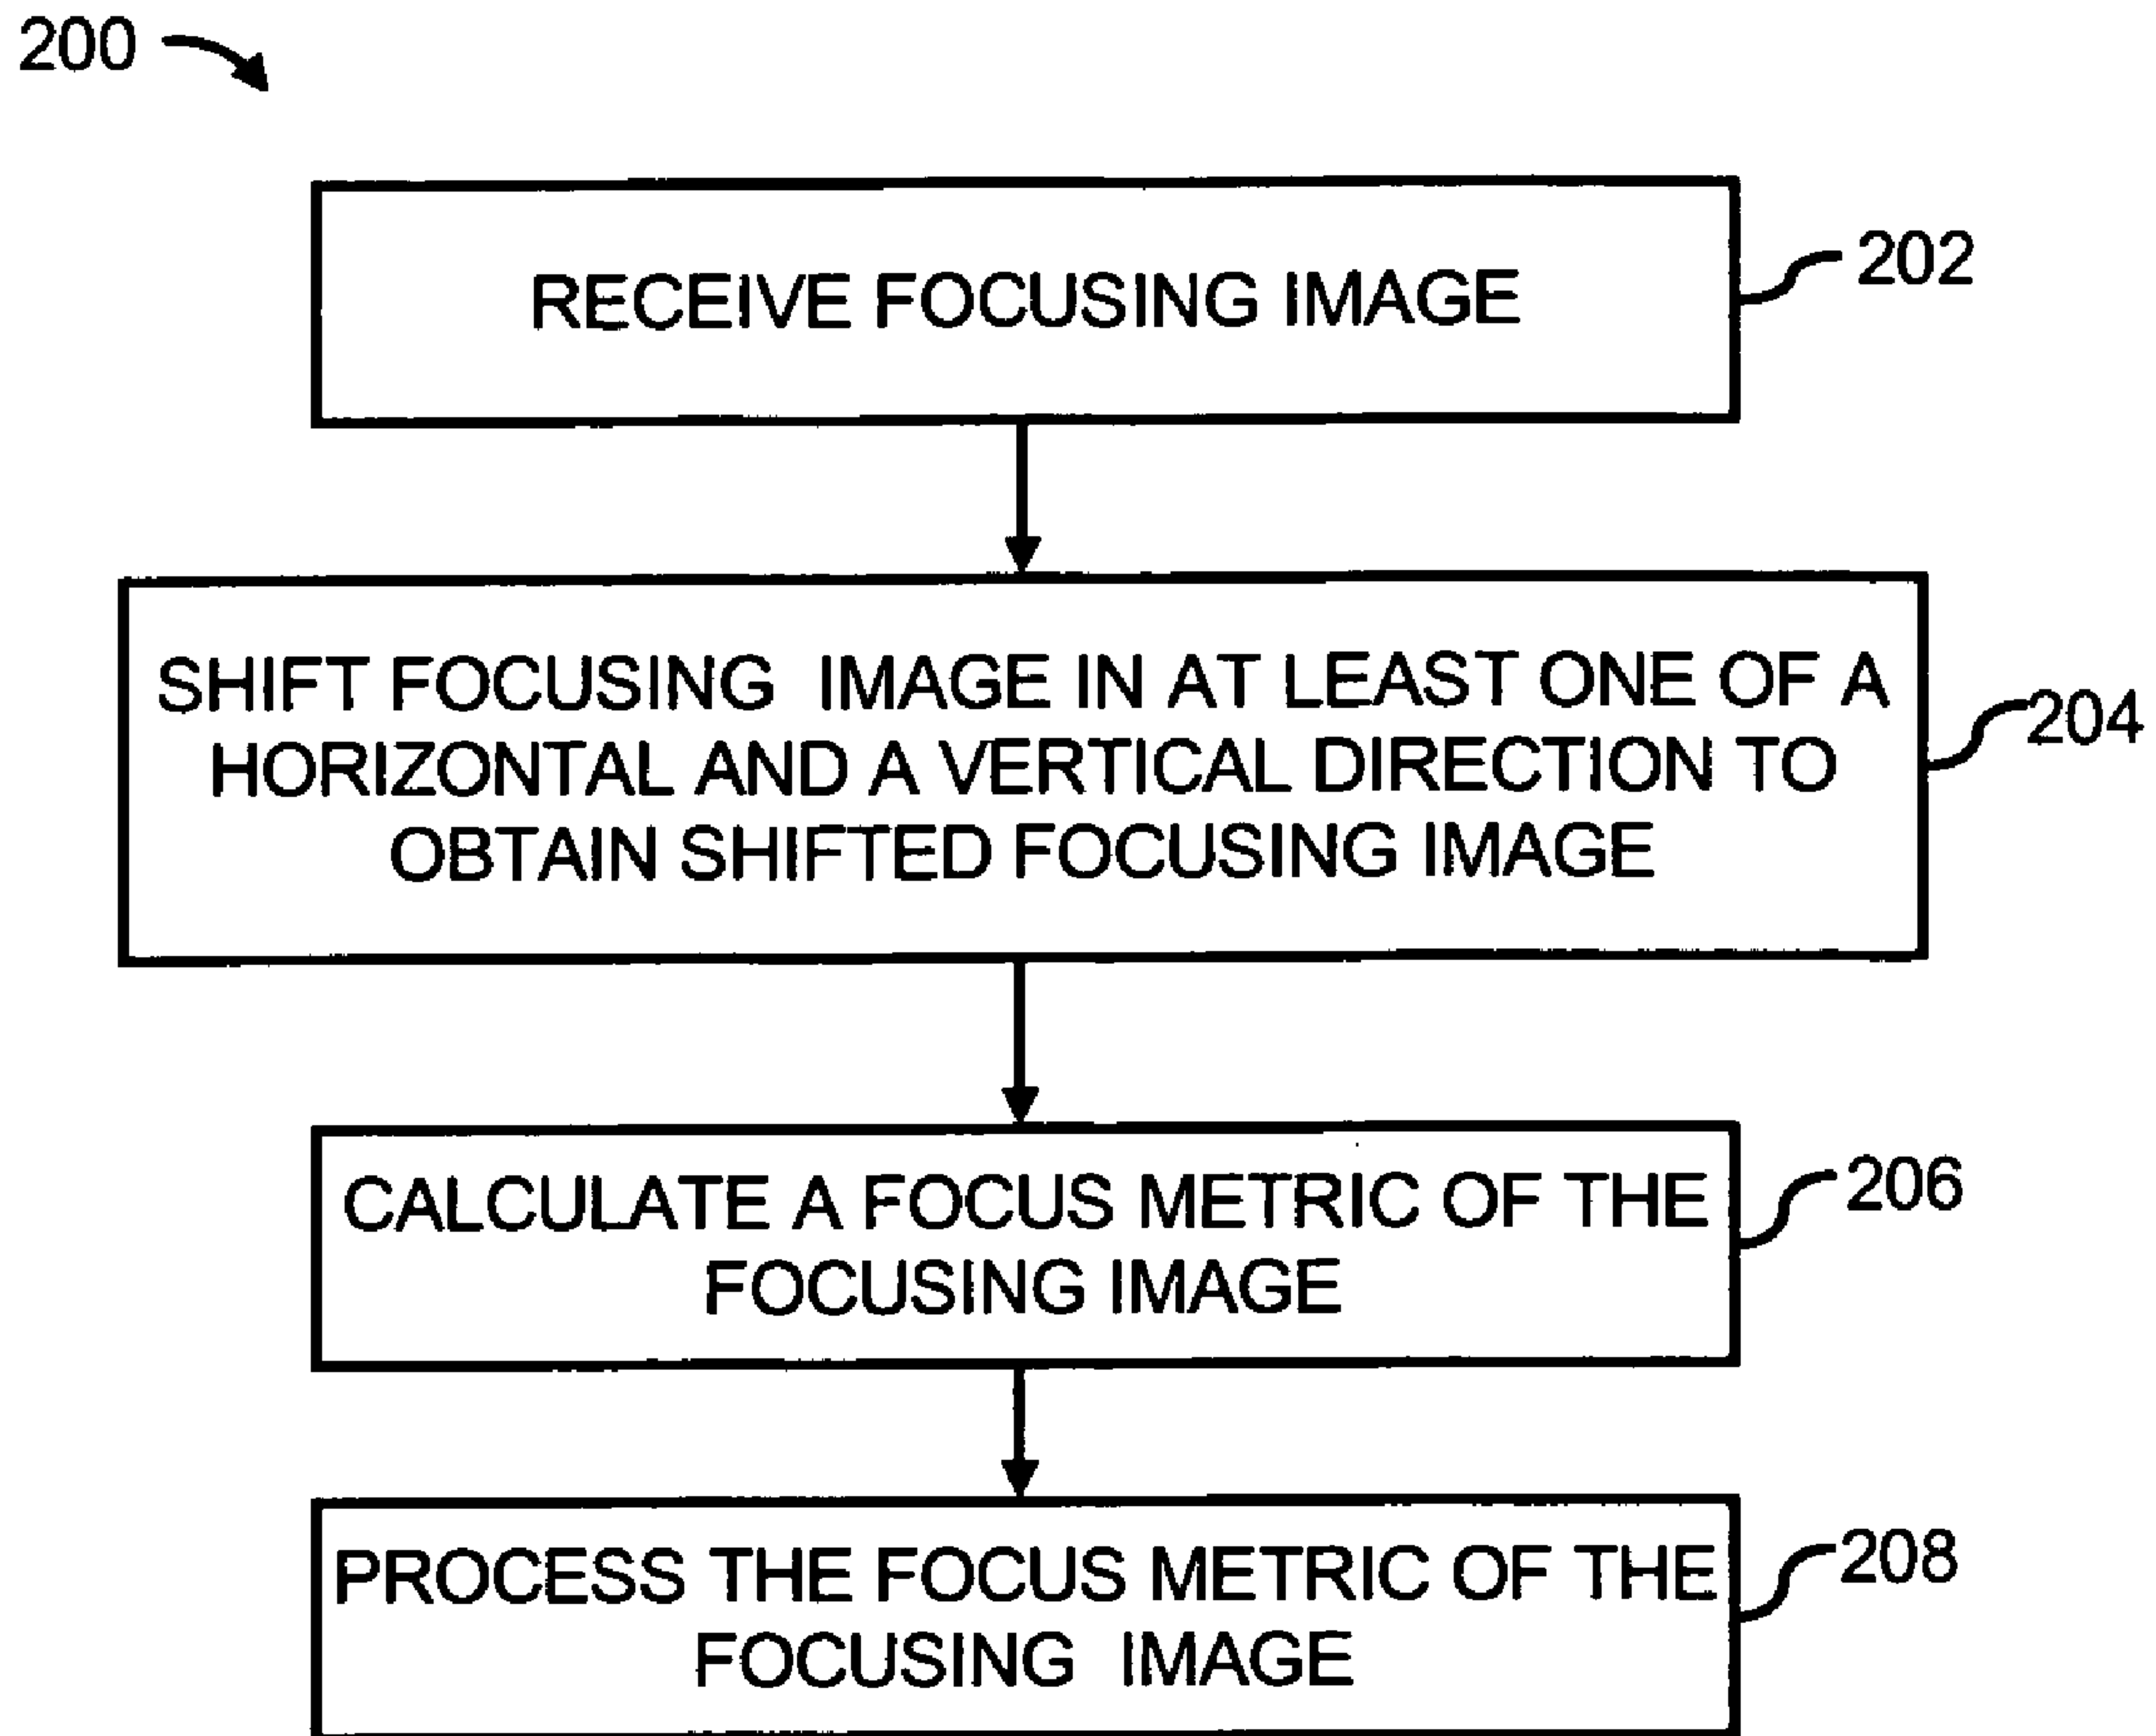 200
RECEIVE FOCUSING IMAGE
202
SHIFT FOCUSING IMAGE IN AT LEAST ONE OF A
HORIZONTAL AND A VERTICAL DIRECTION TO
OBTAIN SHIFTED FOCUSING IMAGE
204
CALCULATE A FOCUS METRIC OF THE
FOCUSING IMAGE
206
PROCESS THE FOCUS METRIC OF THE
FOCUSING IMAGE
208